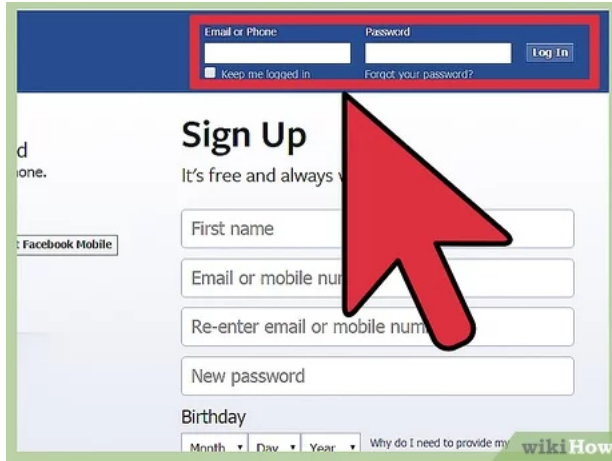 Email or Phone Password
Log In
Keep me logged in Forgot your password?
Sign Up
It's free and always
d
one.
Facebook Mobile
First name
Email or mobile nu
Re-enter email or mobile num
New password
Birthday
Month Day Year Why do I need to provide my
wikiHow